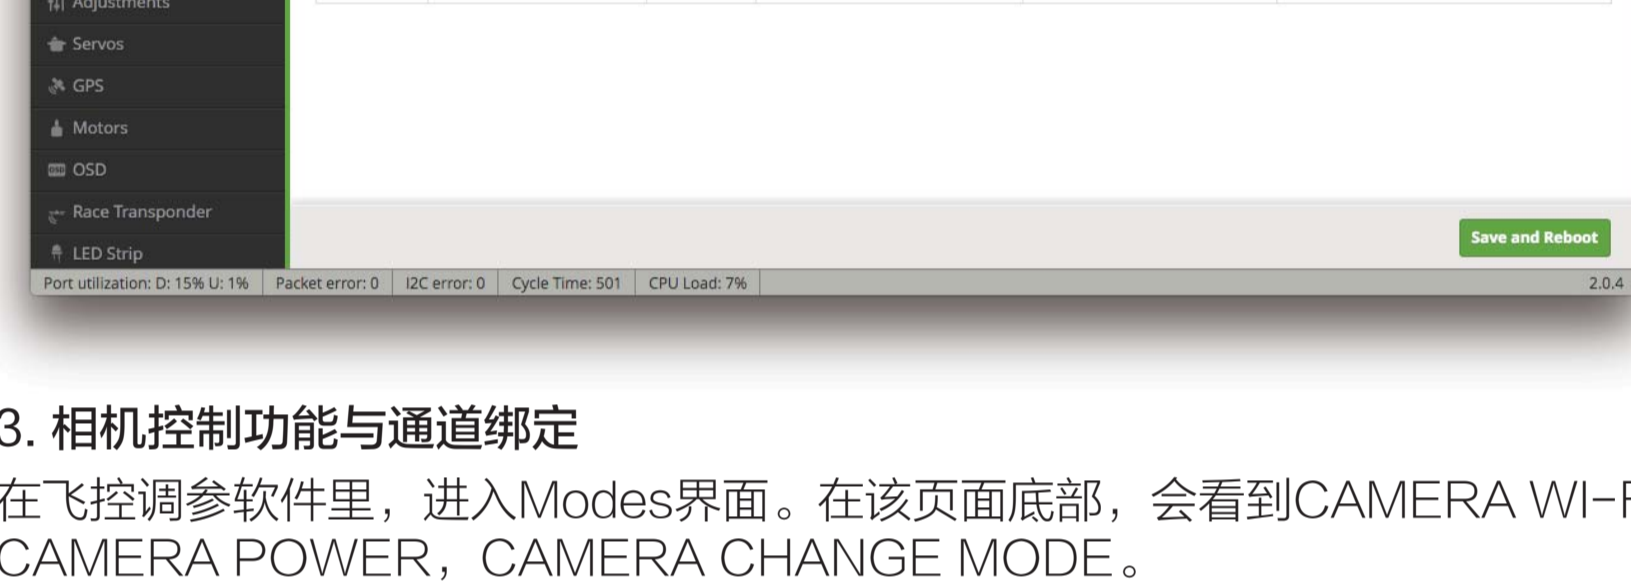 Adjustments
Servos
GPS
Motors
OSD
Race Transponder
LED Strip
Save and Reboot
Port utilization: D: 15% U: 1% Packet error: 0 I2C error: 0 Cycle Time: 501 CPU Load: 7% 2.0.4
3. 相机控制功能与通道绑定
在飞控调参软件里，进入Modes界面。在该页面底部，会看到CAMERA WI-F
CAMERA POWER，CAMERA CHANGE MODE。